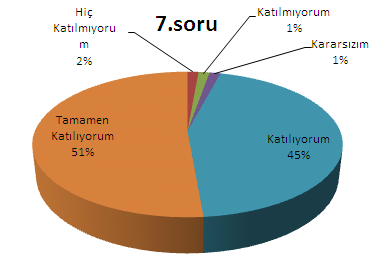 7.soru
Hiç
Katılmıyoru
m
2%
Katılmıyorum
1%
Kararsızım
1%
Katılıyorum
45%
Tamamen
Katılıyorum
51%